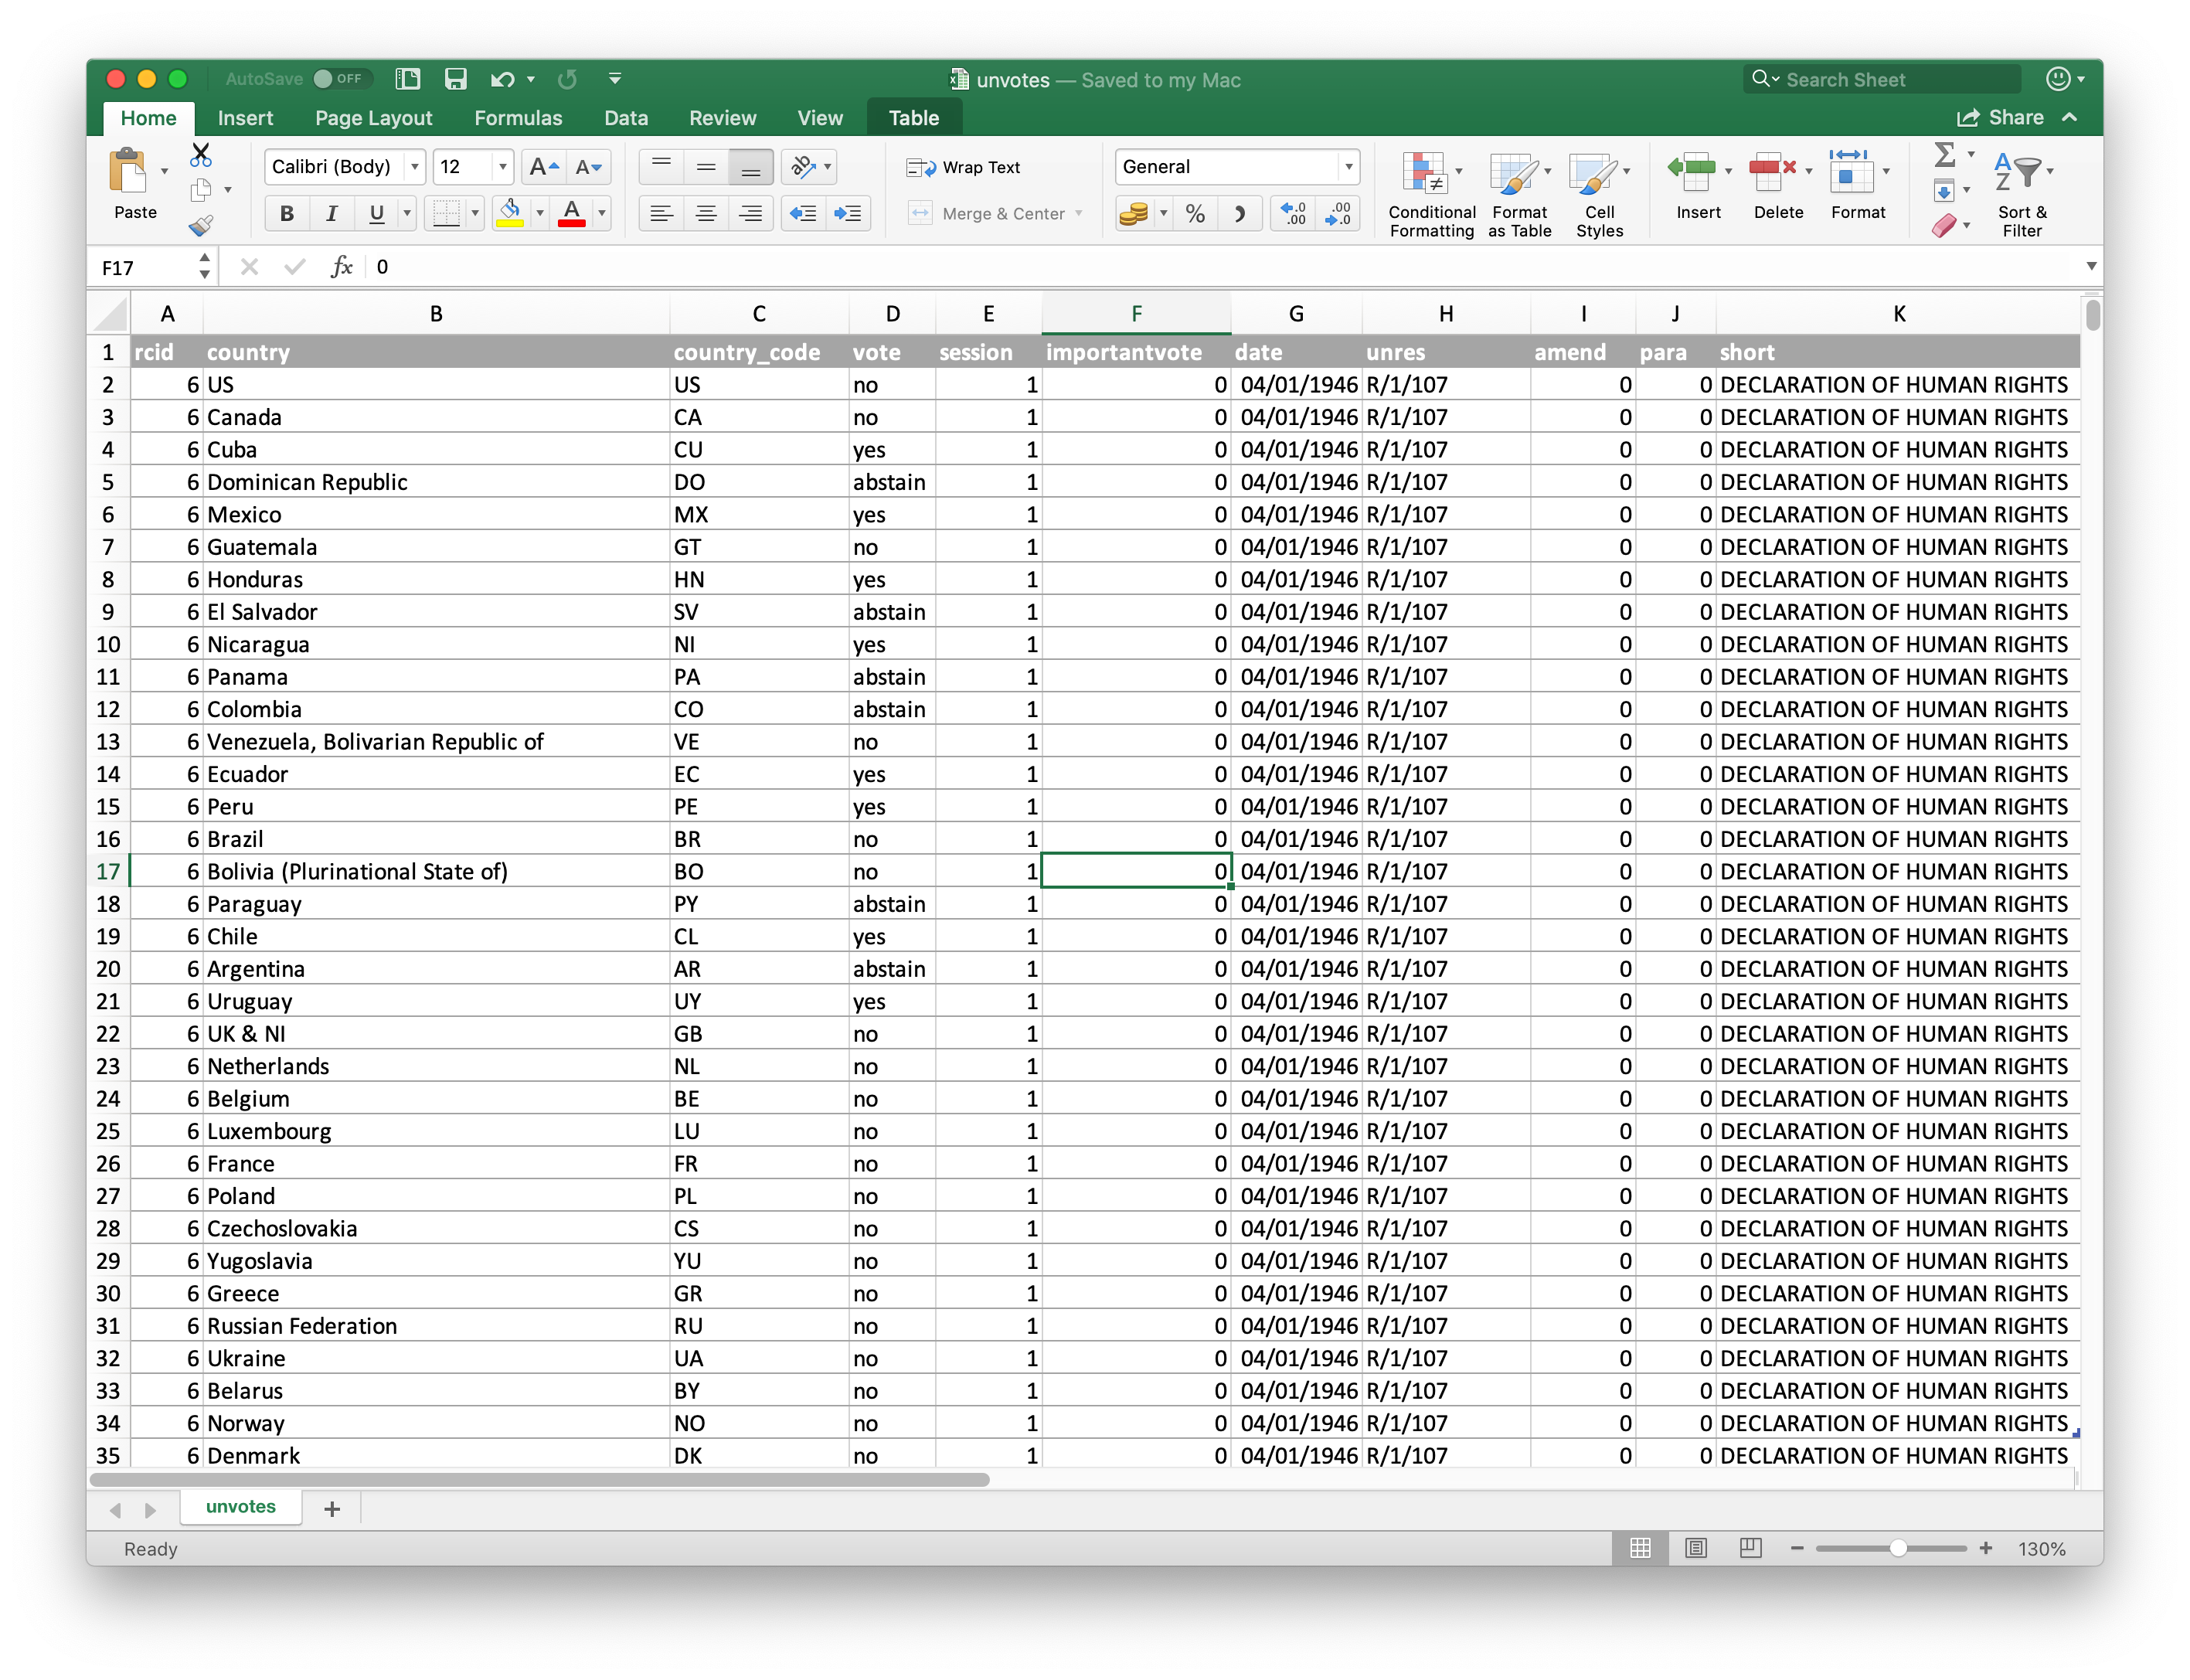 AutoSave OFF unvotes — Saved to my Mac Search Sheet
Home Insert Page Layout Formulas Data Review View Table Share
Paste Calibri (Body) 12 A A ab Wrap Text General Conditional Formatting Format as Table Cell Styles Insert Delete Format Σ A Z Sort & Filter
B I U A Merge & Center % .0 .00 .00 .0
F17 fx 0
A B C D E F G H I J K
1 rcid country country_code vote session importantvote date unres amend para short
2 6 US US no 1 0 04/01/1946 R/1/107 0 0 DECLARATION OF HUMAN RIGHTS
3 6 Canada CA no 1 0 04/01/1946 R/1/107 0 0 DECLARATION OF HUMAN RIGHTS
4 6 Cuba CU yes 1 0 04/01/1946 R/1/107 0 0 DECLARATION OF HUMAN RIGHTS
5 6 Dominican Republic DO abstain 1 0 04/01/1946 R/1/107 0 0 DECLARATION OF HUMAN RIGHTS
6 6 Mexico MX yes 1 0 04/01/1946 R/1/107 0 0 DECLARATION OF HUMAN RIGHTS
7 6 Guatemala GT no 1 0 04/01/1946 R/1/107 0 0 DECLARATION OF HUMAN RIGHTS
8 6 Honduras HN yes 1 0 04/01/1946 R/1/107 0 0 DECLARATION OF HUMAN RIGHTS
9 6 El Salvador SV abstain 1 0 04/01/1946 R/1/107 0 0 DECLARATION OF HUMAN RIGHTS
10 6 Nicaragua NI yes 1 0 04/01/1946 R/1/107 0 0 DECLARATION OF HUMAN RIGHTS
11 6 Panama PA abstain 1 0 04/01/1946 R/1/107 0 0 DECLARATION OF HUMAN RIGHTS
12 6 Colombia CO abstain 1 0 04/01/1946 R/1/107 0 0 DECLARATION OF HUMAN RIGHTS
13 6 Venezuela, Bolivarian Republic of VE no 1 0 04/01/1946 R/1/107 0 0 DECLARATION OF HUMAN RIGHTS
14 6 Ecuador EC yes 1 0 04/01/1946 R/1/107 0 0 DECLARATION OF HUMAN RIGHTS
15 6 Peru PE yes 1 0 04/01/1946 R/1/107 0 0 DECLARATION OF HUMAN RIGHTS
16 6 Brazil BR no 1 0 04/01/1946 R/1/107 0 0 DECLARATION OF HUMAN RIGHTS
17 6 Bolivia (Plurinational State of) BO no 1 0 04/01/1946 R/1/107 0 0 DECLARATION OF HUMAN RIGHTS
18 6 Paraguay PY abstain 1 0 04/01/1946 R/1/107 0 0 DECLARATION OF HUMAN RIGHTS
19 6 Chile CL yes 1 0 04/01/1946 R/1/107 0 0 DECLARATION OF HUMAN RIGHTS
20 6 Argentina AR abstain 1 0 04/01/1946 R/1/107 0 0 DECLARATION OF HUMAN RIGHTS
21 6 Uruguay UY yes 1 0 04/01/1946 R/1/107 0 0 DECLARATION OF HUMAN RIGHTS
22 6 UK & NI GB no 1 0 04/01/1946 R/1/107 0 0 DECLARATION OF HUMAN RIGHTS
23 6 Netherlands NL no 1 0 04/01/1946 R/1/107 0 0 DECLARATION OF HUMAN RIGHTS
24 6 Belgium BE no 1 0 04/01/1946 R/1/107 0 0 DECLARATION OF HUMAN RIGHTS
25 6 Luxembourg LU no 1 0 04/01/1946 R/1/107 0 0 DECLARATION OF HUMAN RIGHTS
26 6 France FR no 1 0 04/01/1946 R/1/107 0 0 DECLARATION OF HUMAN RIGHTS
27 6 Poland PL no 1 0 04/01/1946 R/1/107 0 0 DECLARATION OF HUMAN RIGHTS
28 6 Czechoslovakia CS no 1 0 04/01/1946 R/1/107 0 0 DECLARATION OF HUMAN RIGHTS
29 6 Yugoslavia YU no 1 0 04/01/1946 R/1/107 0 0 DECLARATION OF HUMAN RIGHTS
30 6 Greece GR no 1 0 04/01/1946 R/1/107 0 0 DECLARATION OF HUMAN RIGHTS
31 6 Russian Federation RU no 1 0 04/01/1946 R/1/107 0 0 DECLARATION OF HUMAN RIGHTS
32 6 Ukraine UA no 1 0 04/01/1946 R/1/107 0 0 DECLARATION OF HUMAN RIGHTS
33 6 Belarus BY no 1 0 04/01/1946 R/1/107 0 0 DECLARATION OF HUMAN RIGHTS
34 6 Norway NO no 1 0 04/01/1946 R/1/107 0 0 DECLARATION OF HUMAN RIGHTS
35 6 Denmark DK no 1 0 04/01/1946 R/1/107 0 0 DECLARATION OF HUMAN RIGHTS
unvotes +
Ready 130%